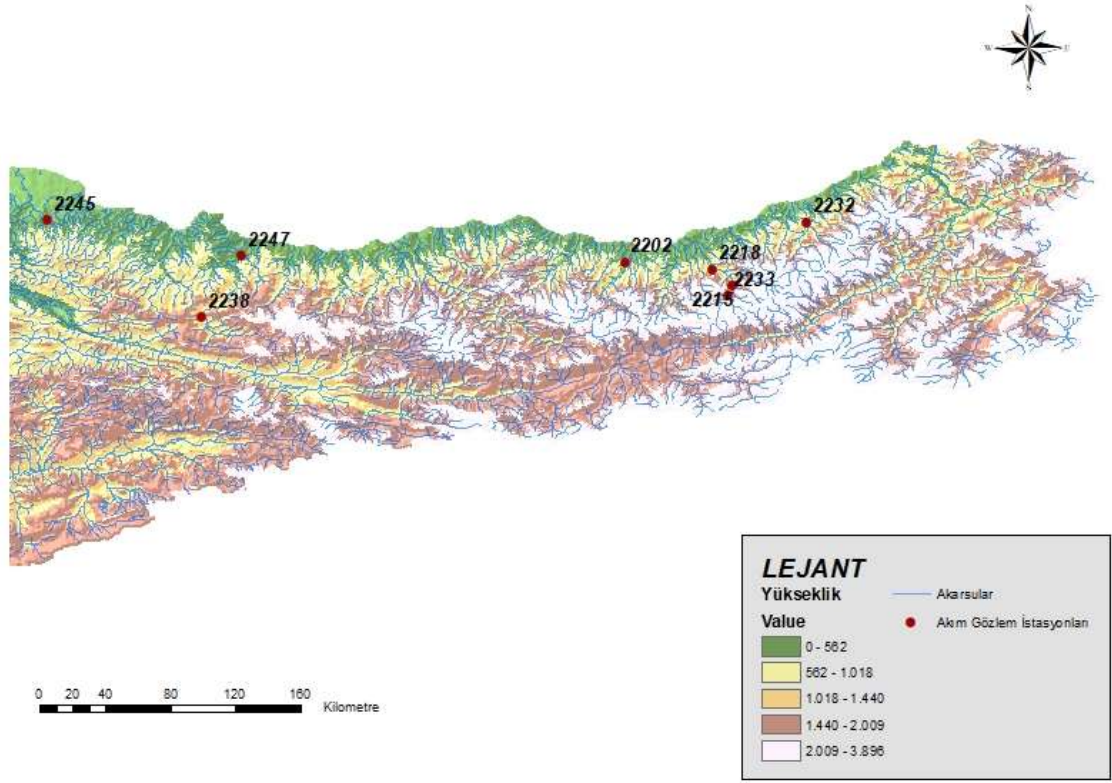 N
W
S
2245
2247
2238
2202
2232
2218
2233
2215
LEJANT
Yükseklik
Value
0 - 562
562 - 1.018
1.018 - 1.440
1.440 - 2.009
2.009 - 3.896
Akarsular
Akım Gözlem İstasyonları
0 20 40 80 120 160
Kilometre